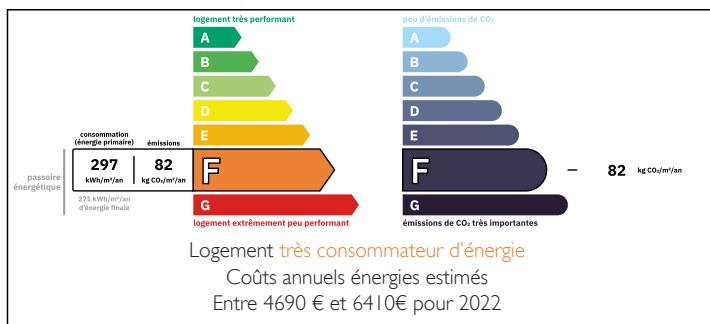 logement très performant
A
B
C
D
E
consommation
(énergie primaire)
émissions
297
kWh/m²/an
82
kg CO₂/m²/an
F
passoire
énergétique
271 kWh/m²/an
d'énergie finale
G
logement extrêmement peu performant
peu d'émissions de CO₂
A
B
C
D
E
F
82 kg CO₂/m²/an
G
émissions de CO₂ très importantes
Logement très consommateur d'énergie
Coûts annuels énergies estimés
Entre 4690 € et 6410€ pour 2022